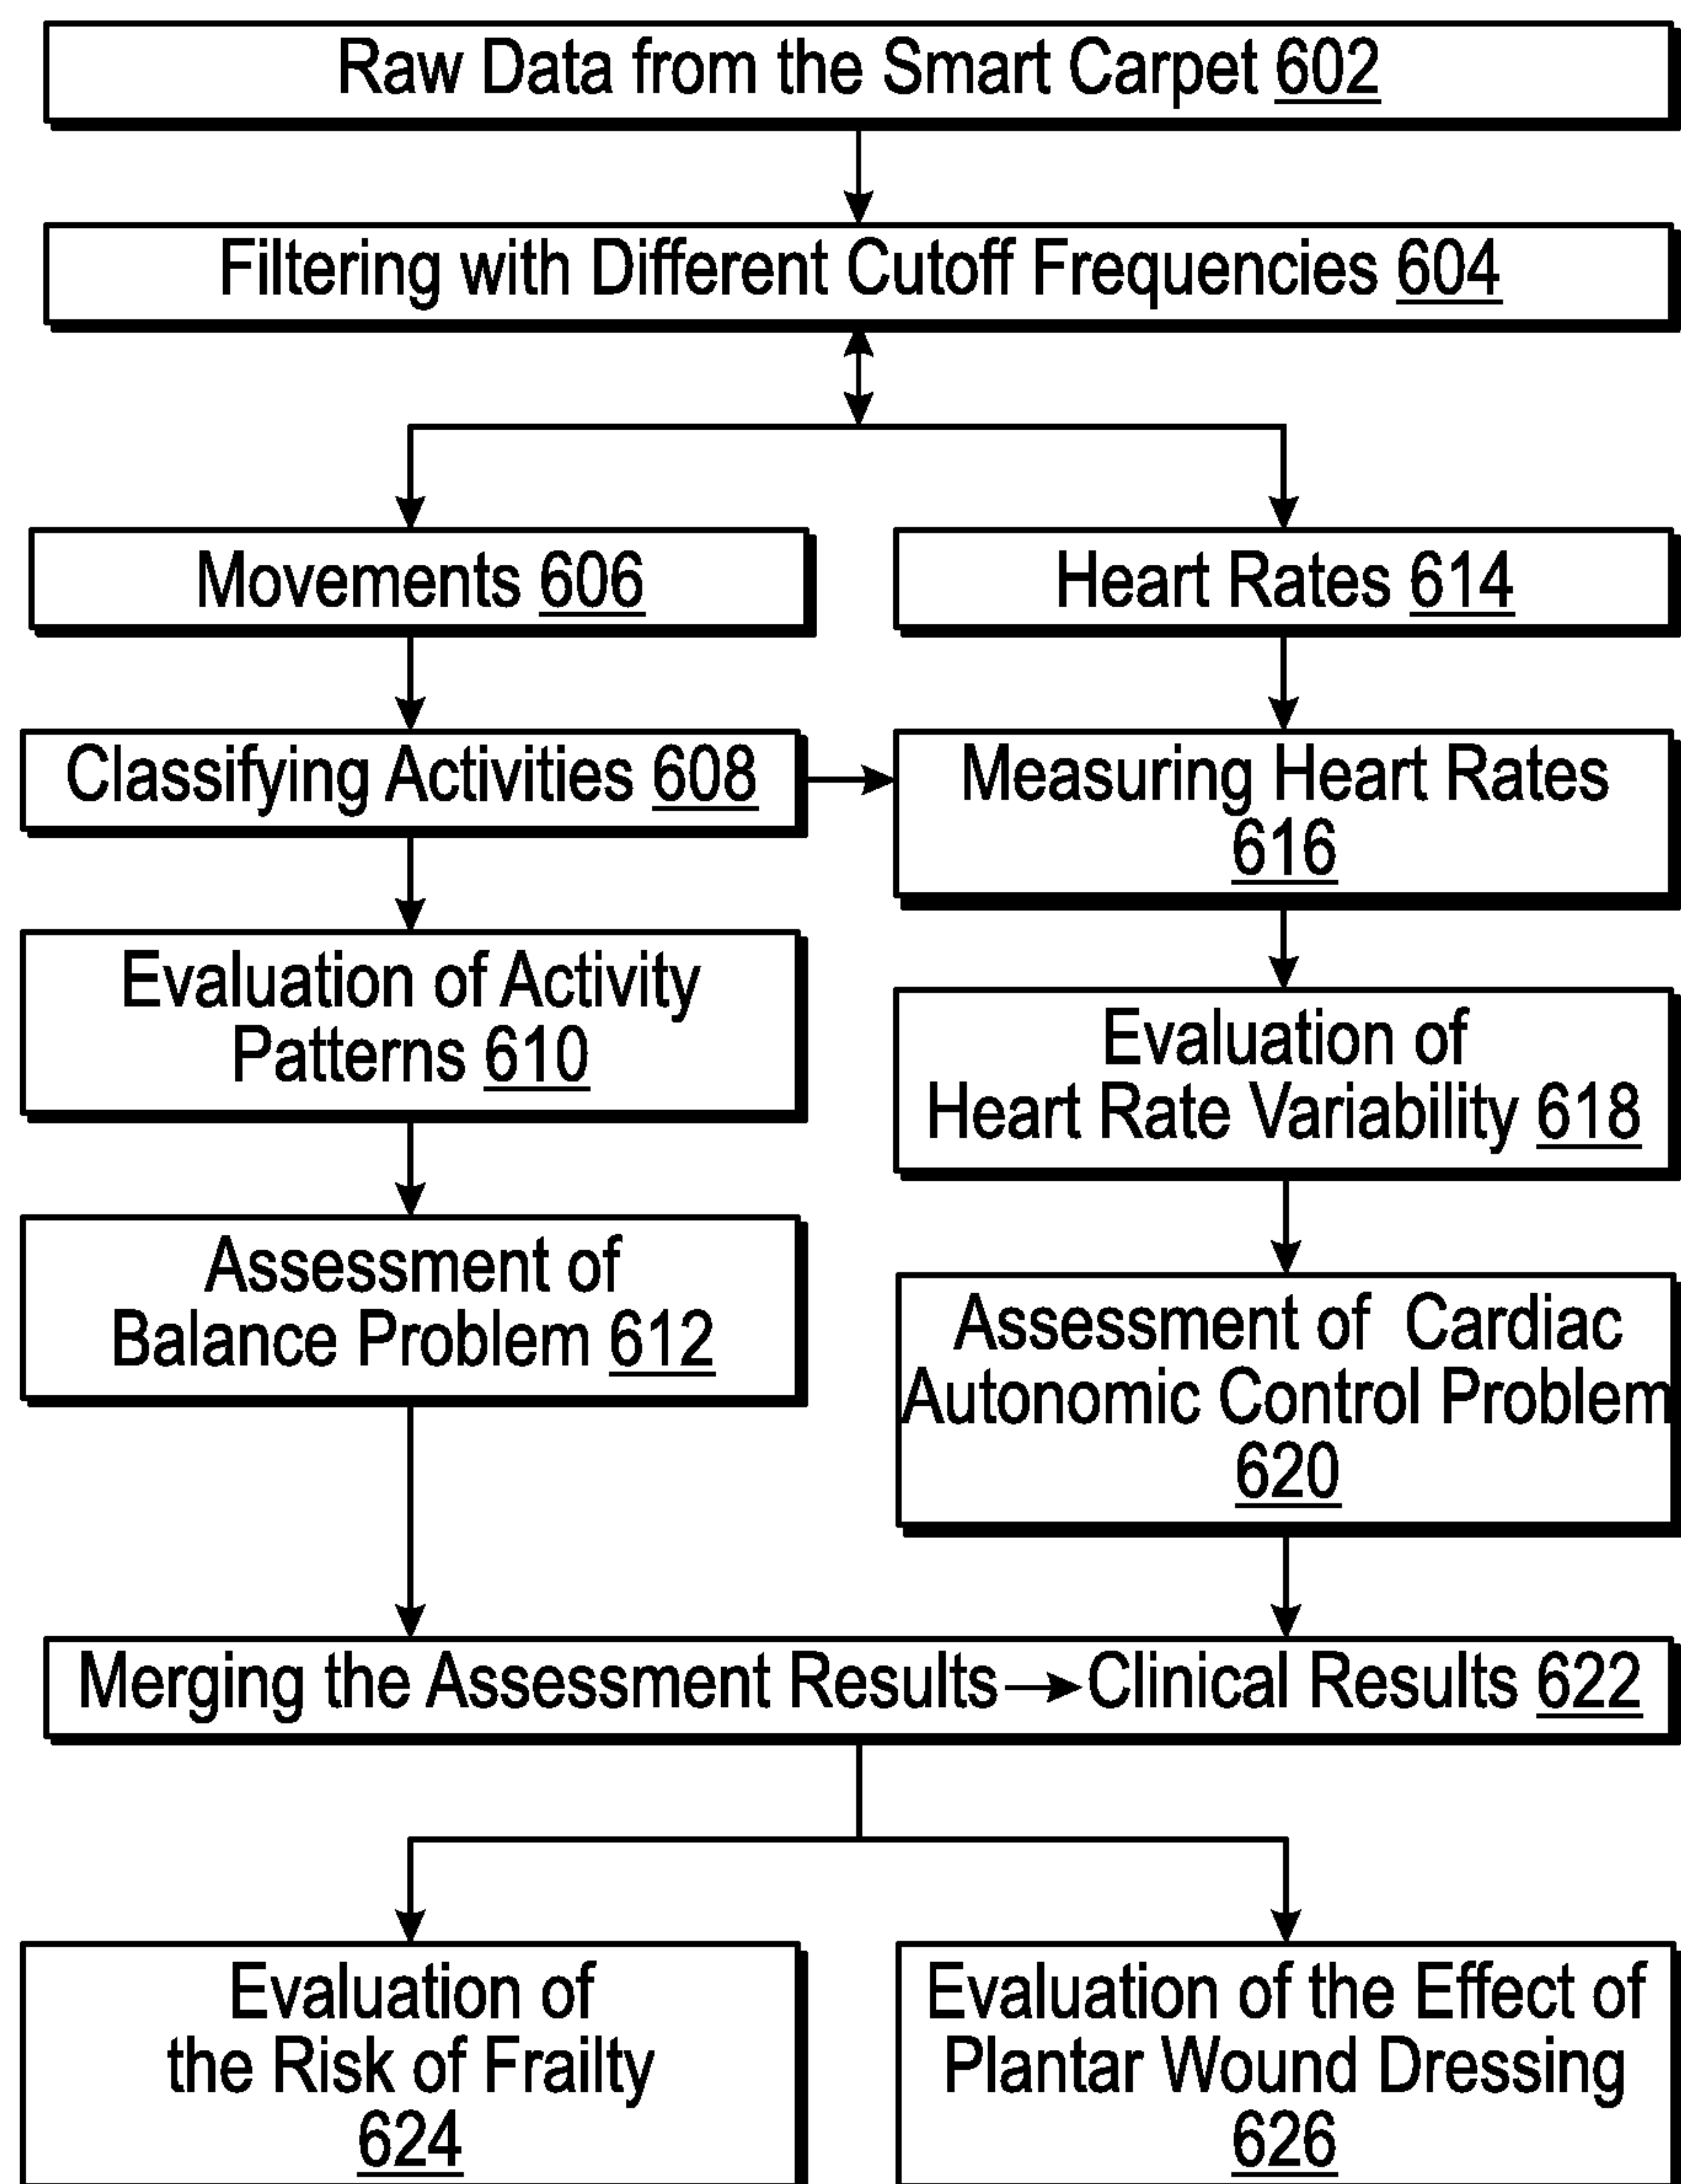 Raw Data from the Smart Carpet 602
Filtering with Different Cutoff Frequencies 604
Movements 606
Heart Rates 614
Classifying Activities 608
Measuring Heart Rates
616
Evaluation of Activity
Patterns 610
Evaluation of
Heart Rate Variability 618
Assessment of
Balance Problem 612
Assessment of Cardiac
Autonomic Control Problem
620
Merging the Assessment Results→Clinical Results 622
Evaluation of
the Risk of Frailty
624
Evaluation of the Effect of
Plantar Wound Dressing
626